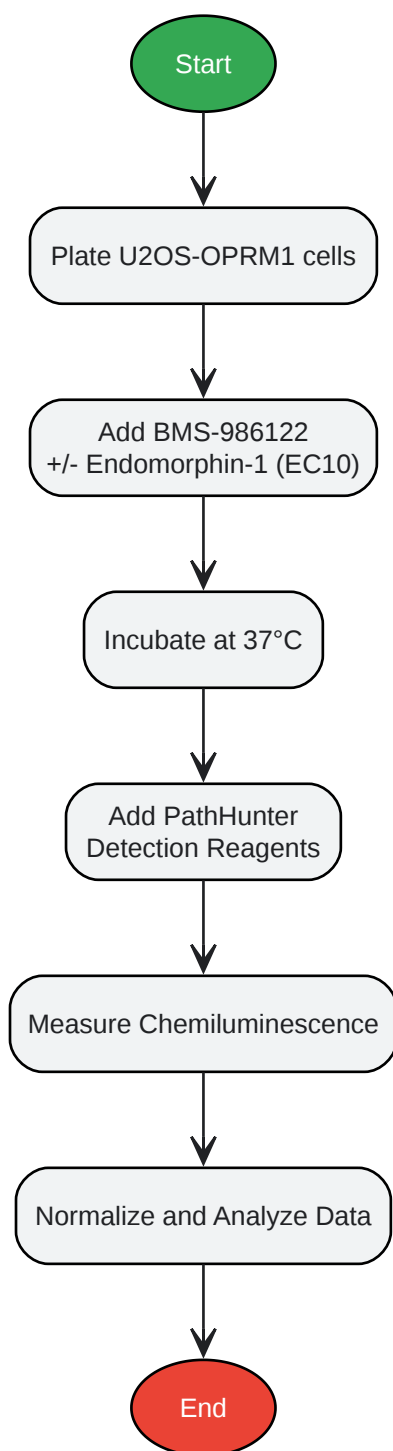 Start
Plate U2OS-OPRM1 cells
Add BMS-986122
+/- Endomorphin-1 (EC10)
Incubate at 37°C
Add PathHunter
Detection Reagents
Measure Chemiluminescence
Normalize and Analyze Data
End